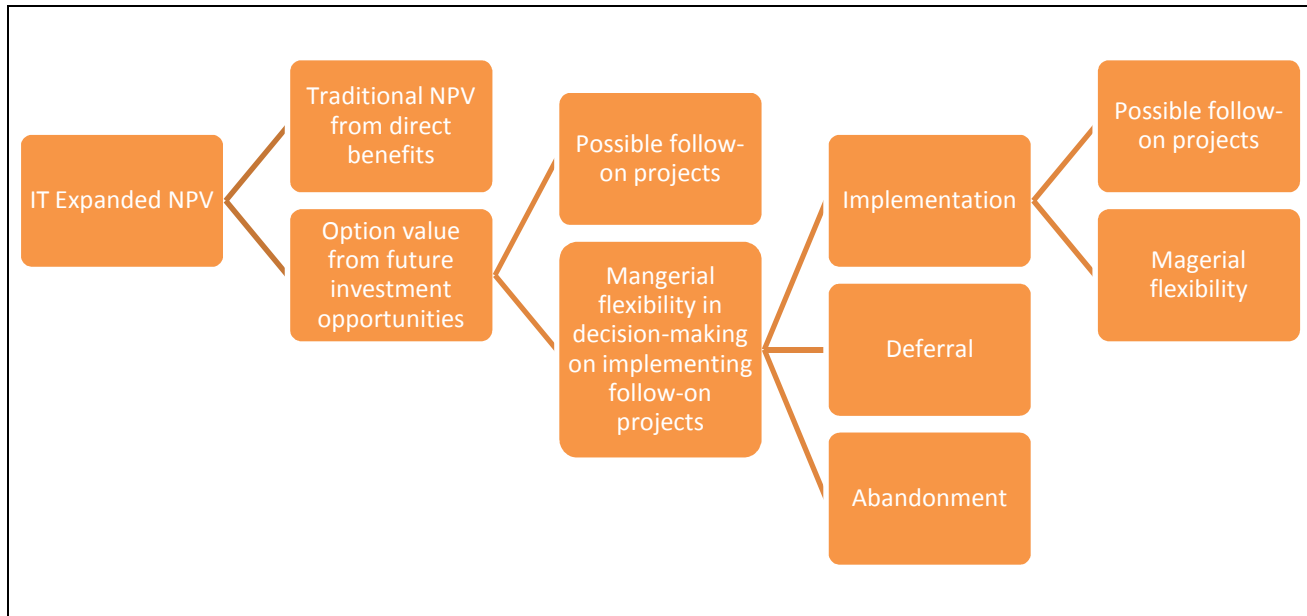 IT Expanded NPV
Traditional NPV
from direct
benefits
Option value
from future
investment
opportunities
Possible follow-
on projects
Mangerial
flexibility in
decision-making
on implementing
follow-on
projects
Implementation
Deferral
Abandonment
Possible follow-
on projects
Magerial
flexibility